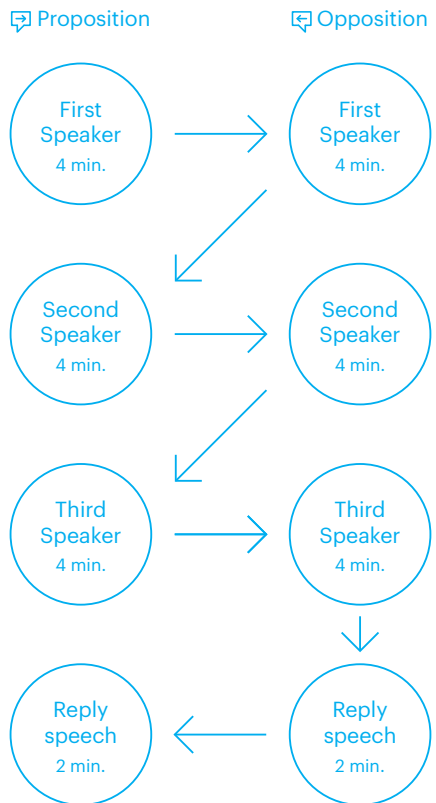 Proposition
Opposition
First
Speaker
4 min.
First
Speaker
4 min.
Second
Speaker
4 min.
Second
Speaker
4 min.
Third
Speaker
4 min.
Third
Speaker
4 min.
Reply
speech
2 min.
Reply
speech
2 min.